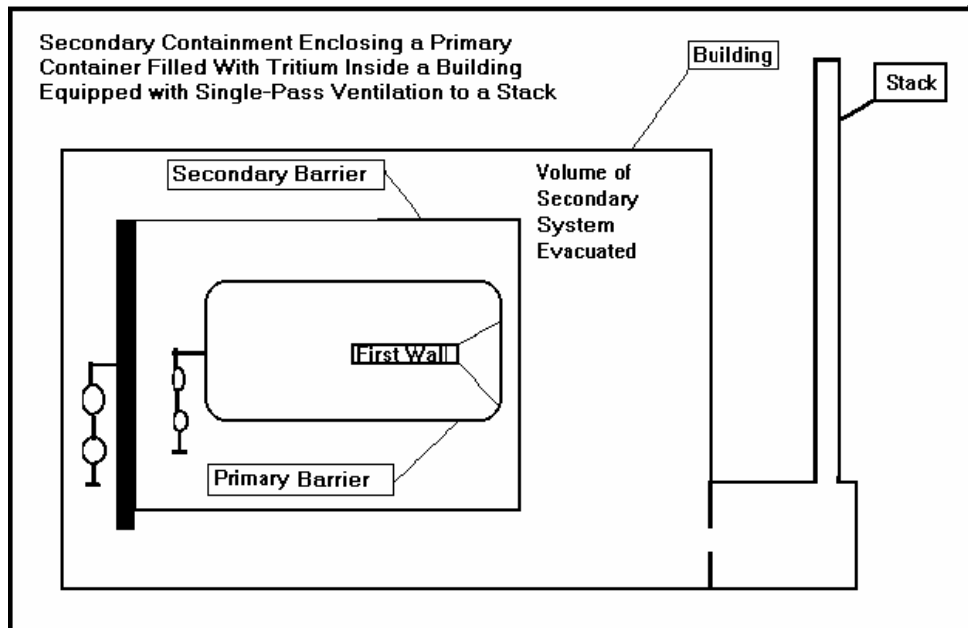 Secondary Containment Enclosing a Primary
Container Filled With Tritium Inside a Building
Equipped with Single-Pass Ventilation to a Stack
Building
Stack
Secondary Barrier
Volume of
Secondary
System
Evacuated
First Wall
Primary Barrier